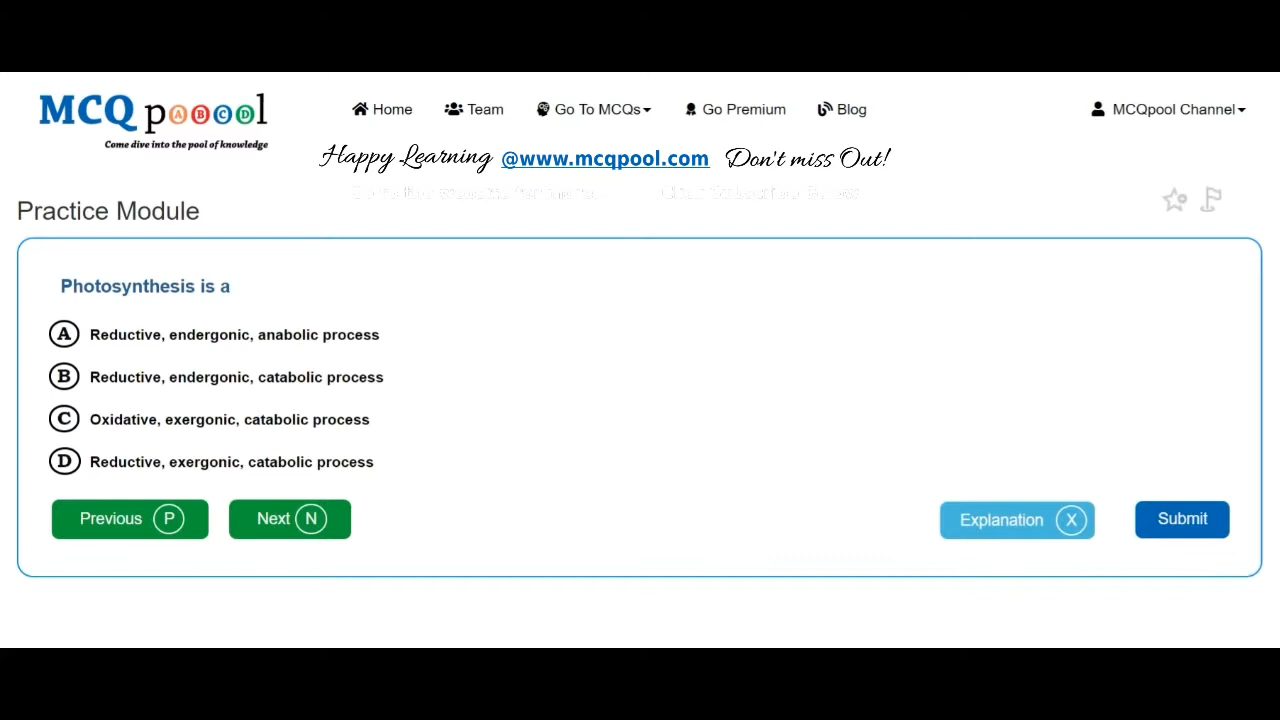 MCQ pooool
Come dive into the pool of knowledge
Home Team Go To MCQs Go Premium Blog MCQpool Channel
Happy Learning @www.mcqpool.com Don't miss Out!
Practice Module
Photosynthesis is a
A Reductive, endergonic, anabolic process
B Reductive, endergonic, catabolic process
C Oxidative, exergonic, catabolic process
D Reductive, exergonic, catabolic process
Previous P Next N Explanation X Submit